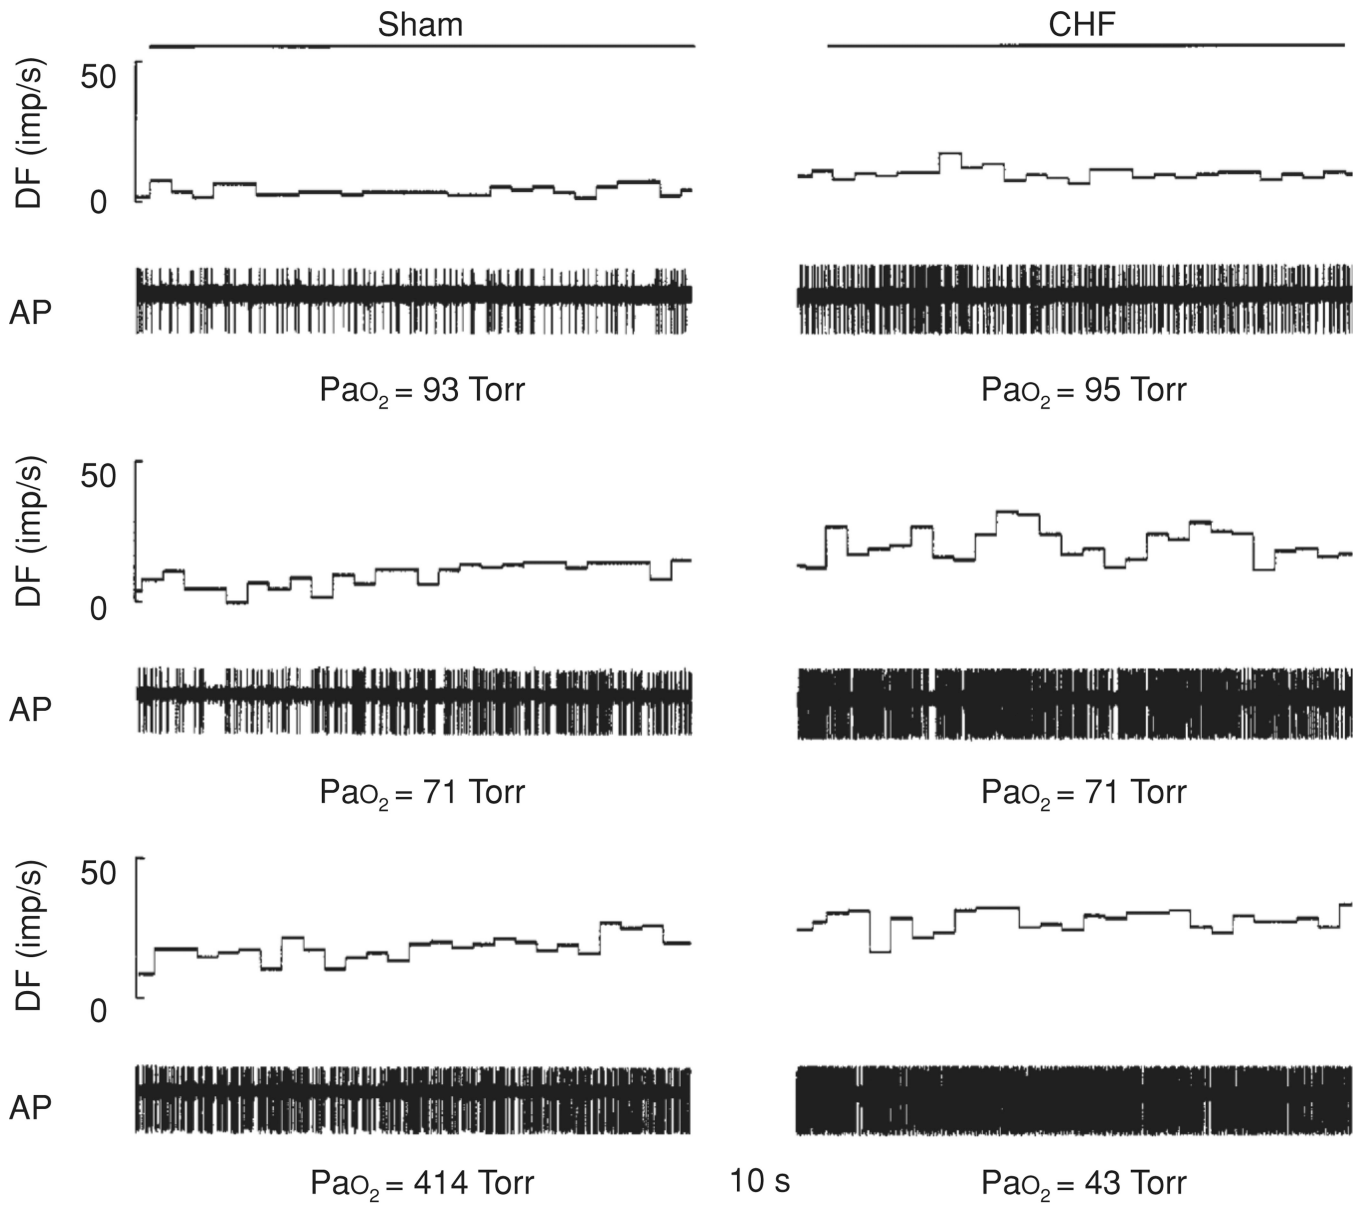 Sham CHF
50
DF (imp/s)
0
AP
PaO2 = 93 Torr PaO2 = 95 Torr
50
DF (imp/s)
0
AP
PaO2 = 71 Torr PaO2 = 71 Torr
50
DF (imp/s)
0
AP
PaO2 = 414 Torr 10 s PaO2 = 43 Torr